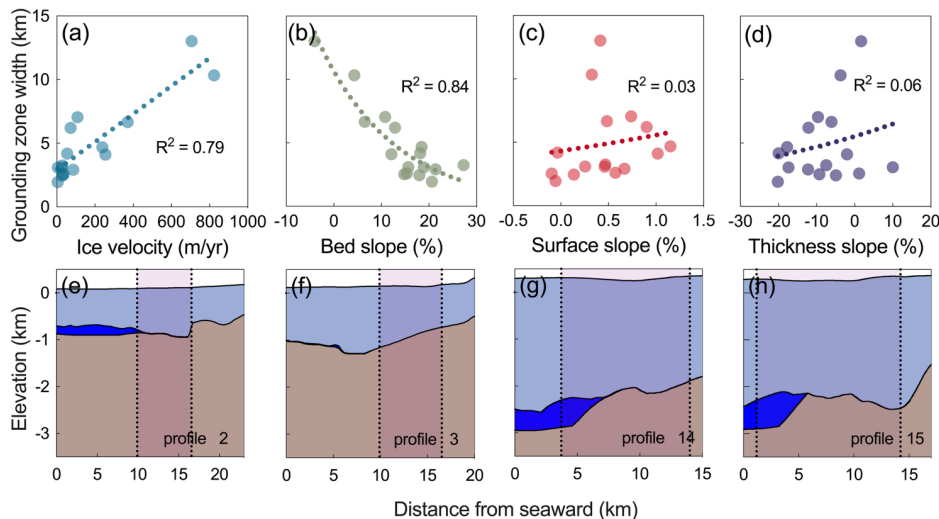 Grounding zone width (km)
15
10
5
0
(a)
R² = 0.79
0 200 400 600 800 1000
Ice velocity (m/yr)
(b)
R² = 0.84
-10 0 10 20 30
Bed slope (%)
(c)
R² = 0.03
-0.5 0.0 0.5 1.0 1.5
Surface slope (%)
(d)
R² = 0.06
-30 -20 -10 0 10 20
Thickness slope (%)
Elevation (km)
0
-1
-2
-3
(e)
profile 2
0 5 10 15 20
(f)
profile 3
0 5 10 15 20
(g)
profile 14
0 5 10 15
(h)
profile 15
0 5 10 15
Distance from seaward (km)